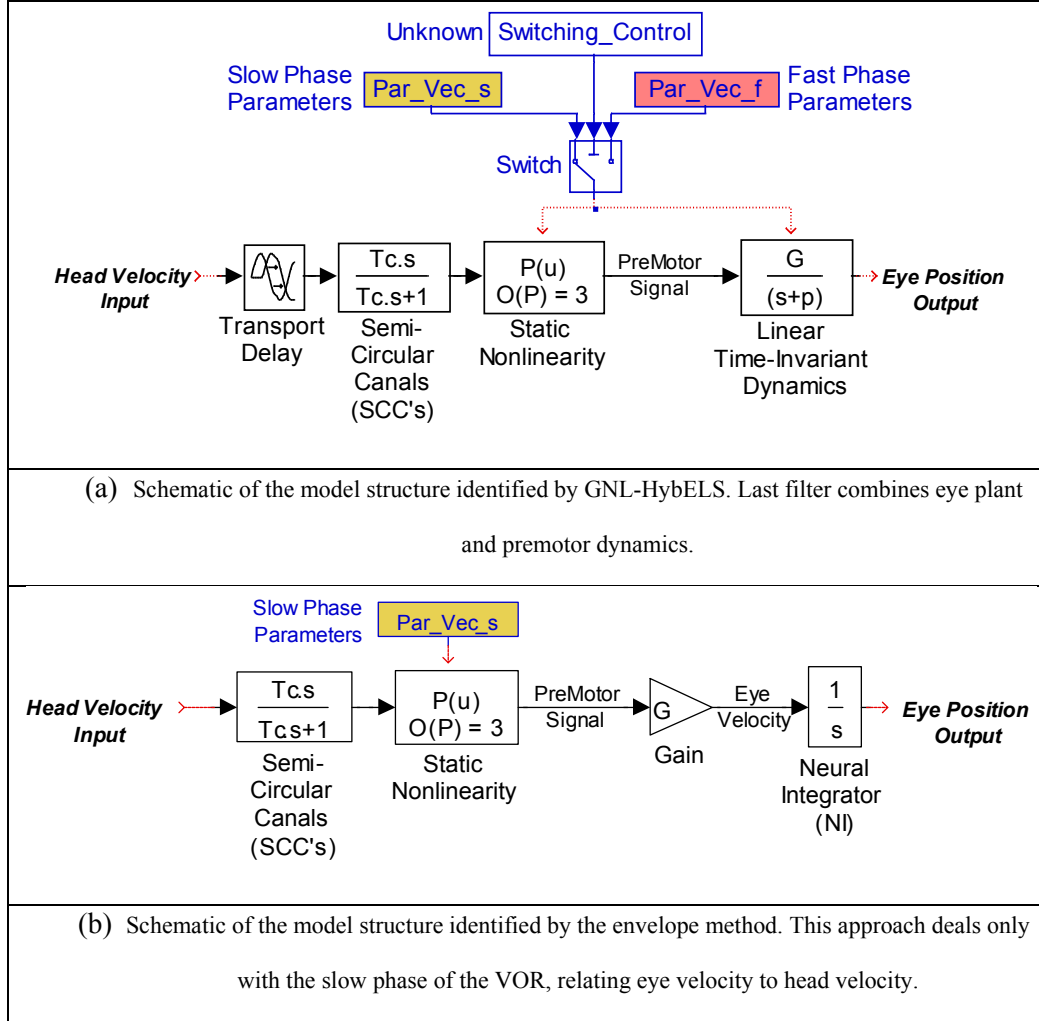 Unknown Switching_Control
Slow Phase
Parameters
Par_Vec_s
Par_Vec_f
Fast Phase
Parameters
Switch
Head Velocity
Input
Transport
Delay
Tc.s
Tc.s+1
Semi-
Circular
Canals
(SCC's)
P(u)
O(P) = 3
Static
Nonlinearity
PreMotor
Signal
G
(s+p)
Linear
Time-Invariant
Dynamics
Eye Position
Output
(a) Schematic of the model structure identified by GNL-HybELS. Last filter combines eye plant
and premotor dynamics.
Slow Phase
Parameters
Par_Vec_s
Head Velocity
Input
Tc.s
Tc.s+1
Semi-
Circular
Canals
(SCC's)
P(u)
O(P) = 3
Static
Nonlinearity
PreMotor
Signal
G
Gain
Eye
Velocity
1
s
Neural
Integrator
(NI)
Eye Position
Output
(b) Schematic of the model structure identified by the envelope method. This approach deals only
with the slow phase of the VOR, relating eye velocity to head velocity.